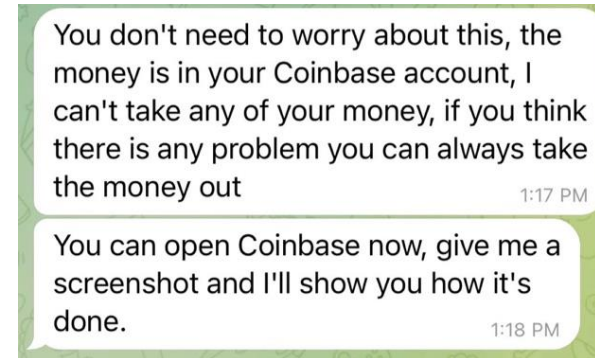 You don't need to worry about this, the
money is in your Coinbase account, I
can't take any of your money, if you think
there is any problem you can always take
the money out
1:17 PM
You can open Coinbase now, give me a
screenshot and I'll show you how it's
done.
1:18 PM